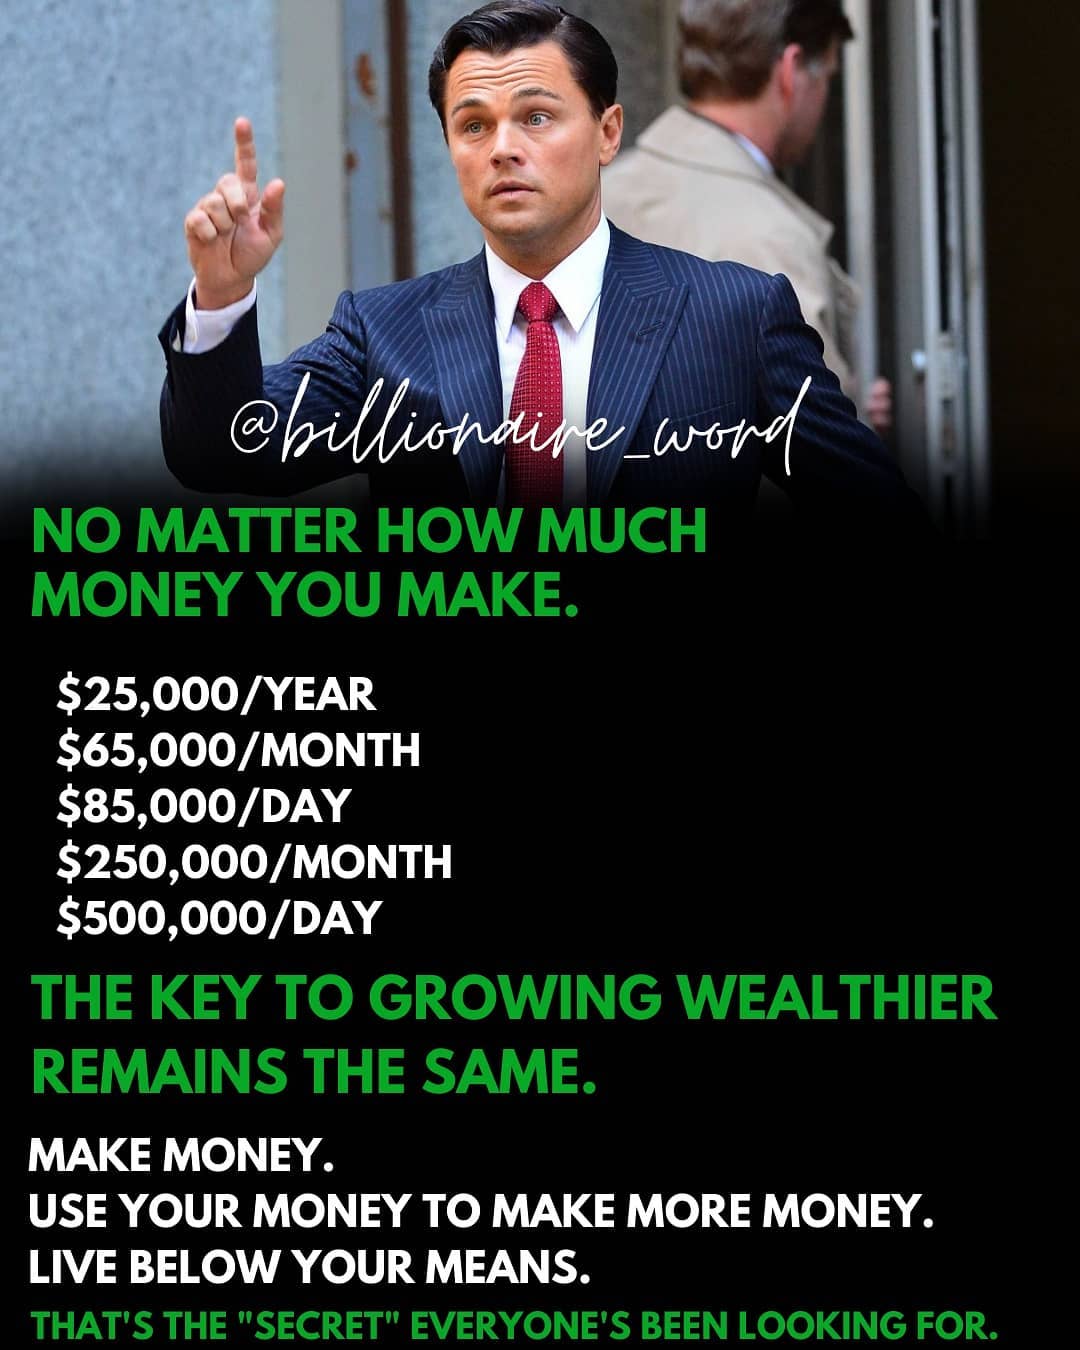 @billionaire_word
NO MATTER HOW MUCH
MONEY YOU MAKE.
$25,000/YEAR
$65,000/MONTH
$85,000/DAY
$250,000/MONTH
$500,000/DAY
THE KEY TO GROWING WEALTHIER
REMAINS THE SAME.
MAKE MONEY.
USE YOUR MONEY TO MAKE MORE MONEY.
LIVE BELOW YOUR MEANS.
THAT'S THE "SECRET" EVERYONE'S BEEN LOOKING FOR.